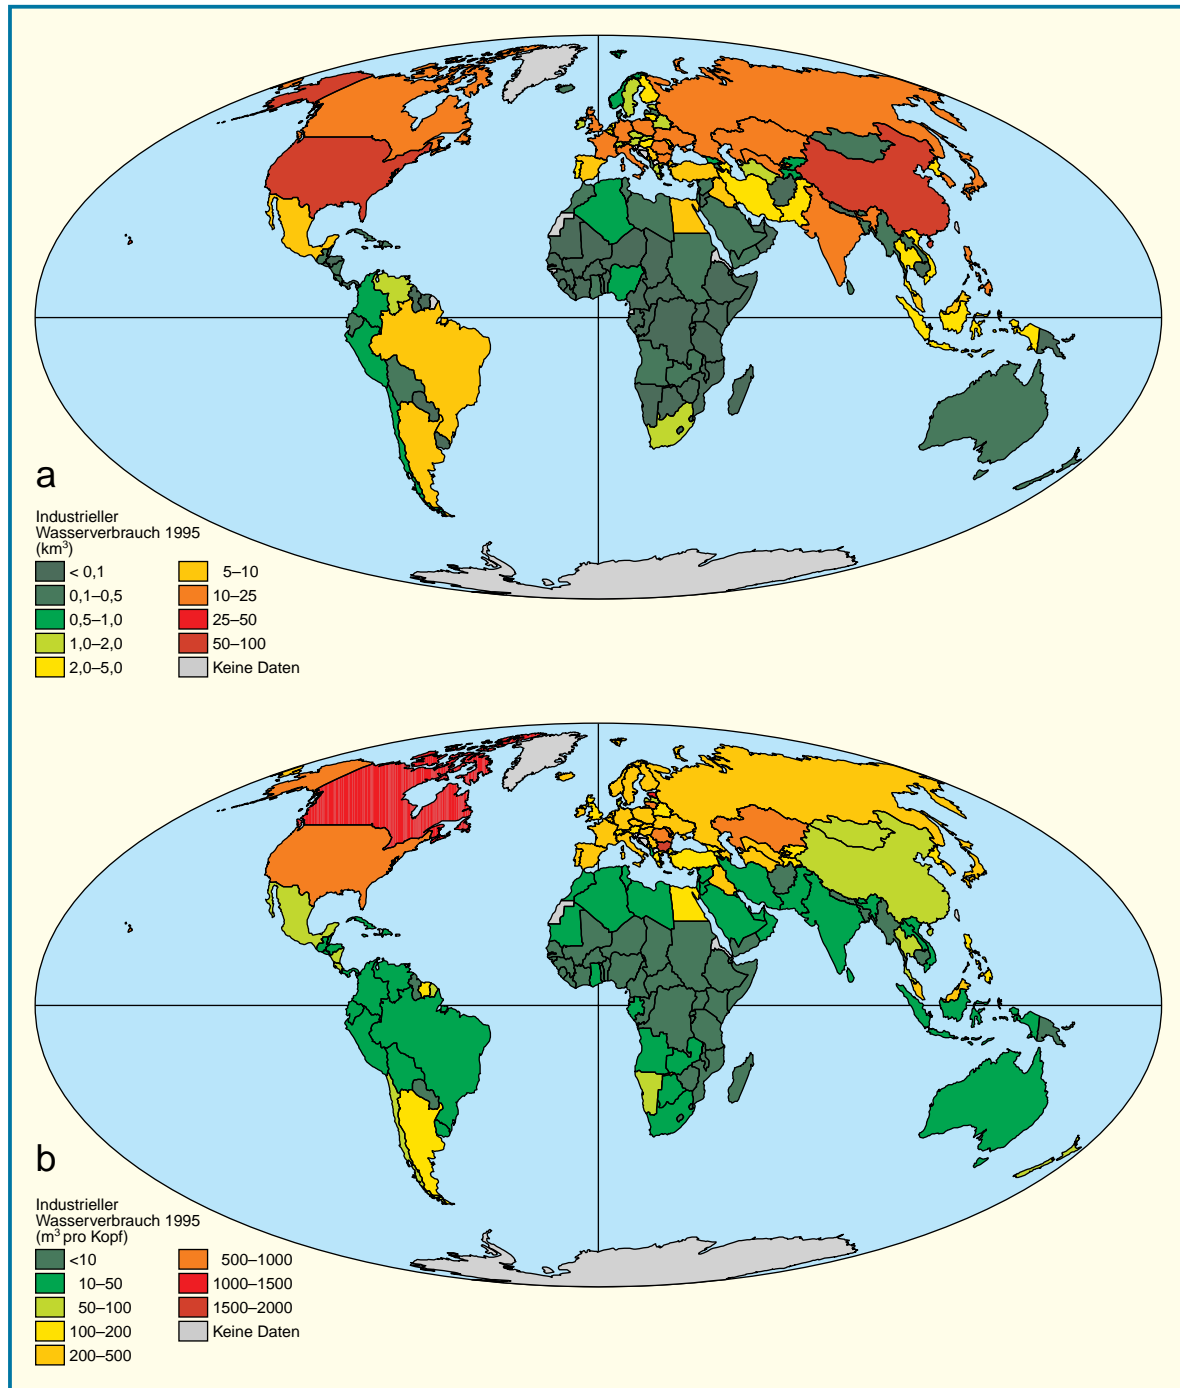 a
Industrieller
Wasserverbrauch 1995
(km³)
< 0,1
0,1–0,5
0,5–1,0
1,0–2,0
2,0–5,0
5–10
10–25
25–50
50–100
Keine Daten
b
Industrieller
Wasserverbrauch 1995
(m³ pro Kopf)
<10
10–50
50–100
100–200
200–500
500–1000
1000–1500
1500–2000
Keine Daten